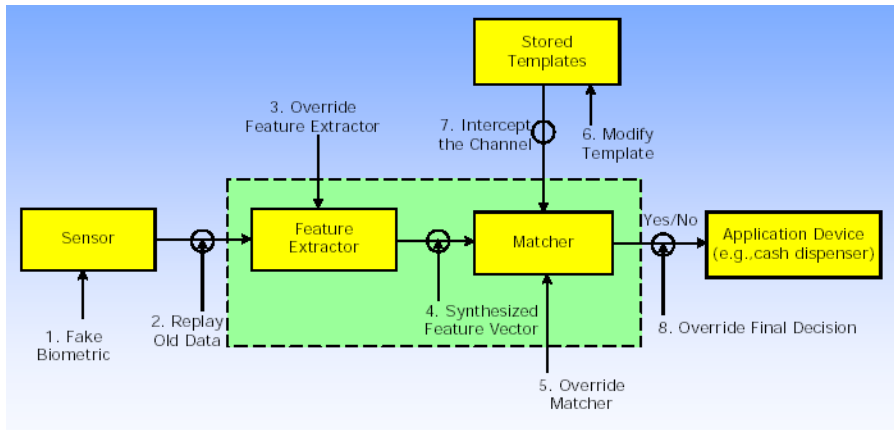 Stored
Templates
3. Override
Feature Extractor
7. Intercept
the Channel
6. Modify
Template
Sensor
Feature
Extractor
Matcher
Yes/No
Application Device
(e.g.,cash dispenser)
1. Fake
Biometric
2. Replay
Old Data
4. Synthesized
Feature Vector
8. Override Final Decision
5. Override
Matcher